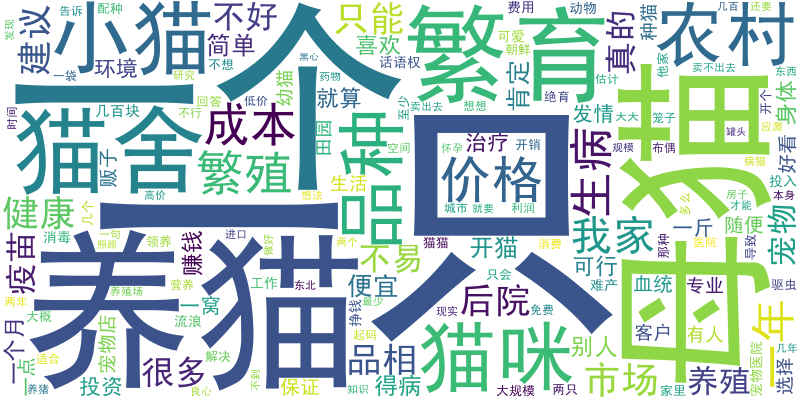 告诉 配种 不好 只能 费用 动物 几百 还要
发现 小猫 一个 繁育 可爱 真的 种猫 农村
建议 简单 喜欢 朝鲜 他家
环境 黑心 不想 话语权 肯定 估计 卖不出去
一袋 研究 药物 幼猫 至少 卖出去 想想 绝育 东西
几百块 回答 低价 就算 发情 笼子 开个 身体
时间 猫舍 不行 成本 田园 品种 治疗 开销 大大 罐头 应激
贩子 繁殖 空间 怀孕 价格 生病 规模 布偶 母猫 好看 病猫
高价 生活 想法 投入
健康 几个 城市 就要 利润 我家 房子 本身
消毒 一句 两个 不易 猫猫 消费 一斤 多么 才能 宠物
疫苗 照顾 领养 赚钱 进口 做好 开猫 那种 随便
养猫 公 医院 导致
养殖场 营养 工作 只会 可行 血统 专业 驱虫
两年 一窝 东北 便宜 后院 难产 一年
一个月 大概 流浪 挣钱 最少 现实 免费 客户 有人
宠物店 起码 猫咪 别人 宠物医院
一点 适合 解决 很多 品相 市场 养殖 选择 几年
养猪 投资 良心 保证 不到 知识 得病 大规模 两只 家里